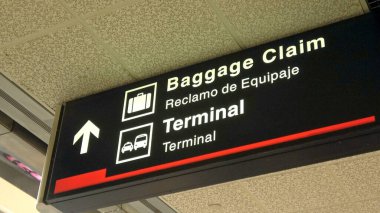 Baggage Claim
Reclamo de Equipaje
Terminal
Terminal